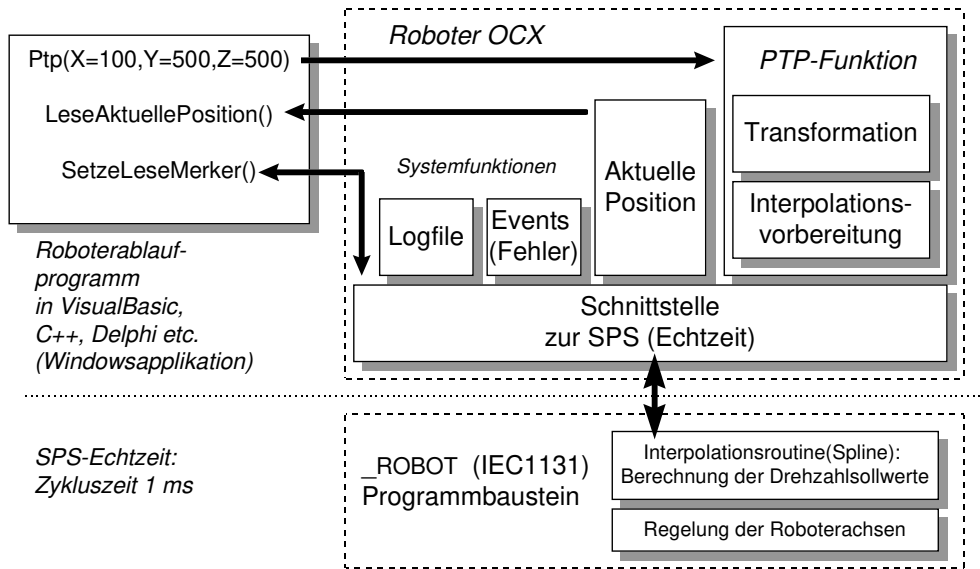 Ptp(X=100,Y=500,Z=500)
LeseAktuellePosition()
SetzeLeseMerker()
Roboterablauf-
programm
in VisualBasic,
C++, Delphi etc.
(Windowsapplikation)
Roboter OCX
PTP-Funktion
Transformation
Interpolations-
vorbereitung
Aktuelle
Position
Systemfunktionen
Logfile
Events
(Fehler)
Schnittstelle
zur SPS (Echtzeit)
SPS-Echtzeit:
Zykluszeit 1 ms
_ROBOT (IEC1131)
Programmbaustein
Interpolationsroutine(Spline):
Berechnung der Drehzahlsollwerte
Regelung der Roboterachsen